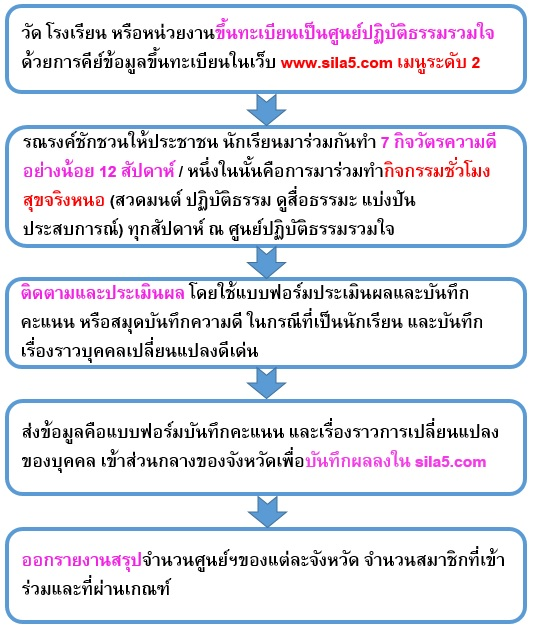 วัด โรงเรียน หรือหน่วยงานขึ้นทะเบียนเป็นศูนย์ปฏิบัติธรรมรวมใจ
ด้วยการคีย์ข้อมูลขึ้นทะเบียนในเว็บ www.sila5.com เมนูระดับ 2
รณรงค์ชักชวนให้ประชาชน นักเรียนมาร่วมกันทำ 7 กิจวัตรความดี
อย่างน้อย 12 สัปดาห์ / หนึ่งในนั้นคือการมาร่วมทำกิจกรรมชั่วโมง
สุขจริงหนอ (สวดมนต์ ปฏิบัติธรรม ดูสื่อธรรมะ แบ่งปัน
ประสบการณ์) ทุกสัปดาห์ ณ ศูนย์ปฏิบัติธรรมรวมใจ
ติดตามและประเมินผล โดยใช้แบบฟอร์มประเมินผลและบันทึก
คะแนน หรือสมุดบันทึกความดี ในกรณีที่เป็นนักเรียน และบันทึก
เรื่องราวบุคคลเปลี่ยนแปลงดีเด่น
ส่งข้อมูลคือแบบฟอร์มบันทึกคะแนน และเรื่องราวการเปลี่ยนแปลง
ของบุคคล เข้าส่วนกลางของจังหวัดเพื่อบันทึกผลลงใน sila5.com
ออกรายงานสรุปจำนวนศูนย์ฯของแต่ละจังหวัด จำนวนสมาชิกที่เข้า
ร่วมและที่ผ่านเกณฑ์